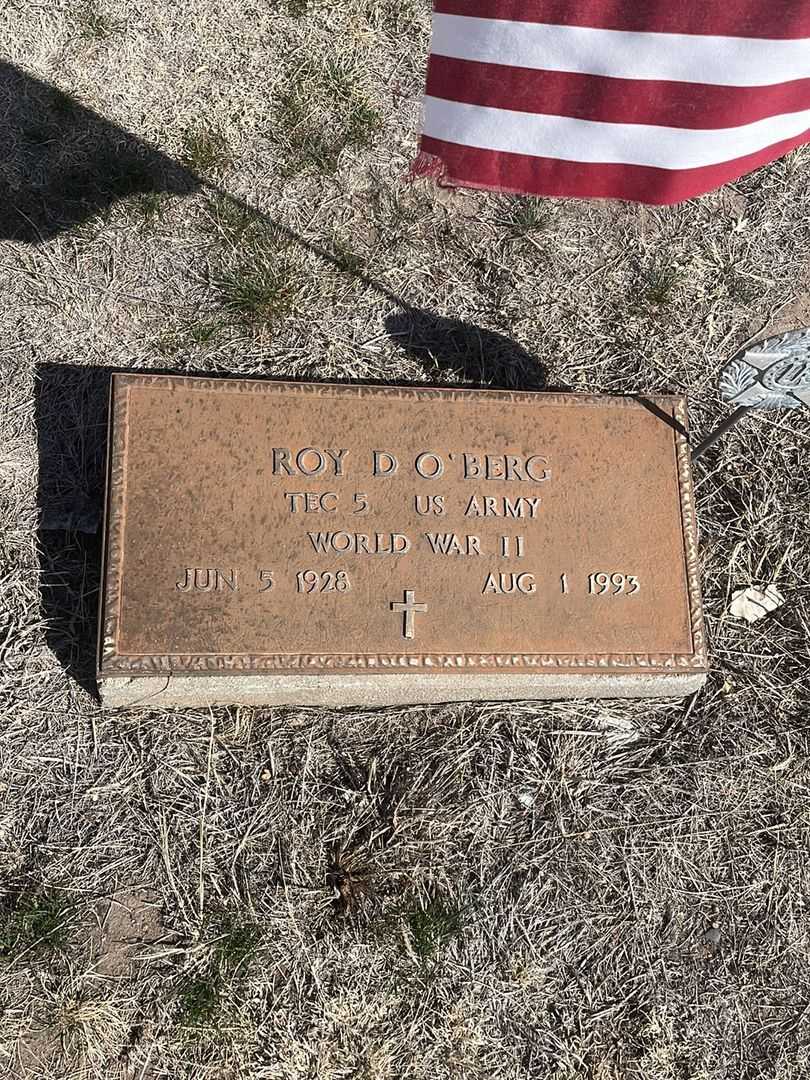 ROY D O'BERG
TEC 5 US ARMY
WORLD WAR II
JUN 5 1928 AUG 1 1993